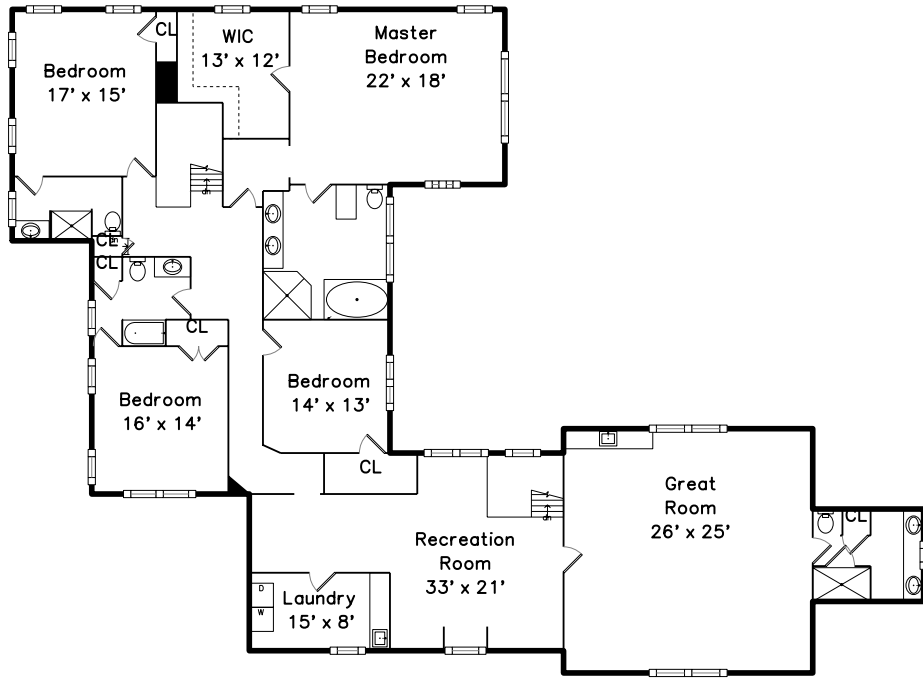 CL
WIC
13' x 12'
Master
Bedroom
22' x 18'
Bedroom
17' x 15'
CL
CL
CL
Bedroom
16' x 14'
Bedroom
14' x 13'
CL
Great
Room
26' x 25'
CL
Recreation
Room
33' x 21'
D
W
Laundry
15' x 8'